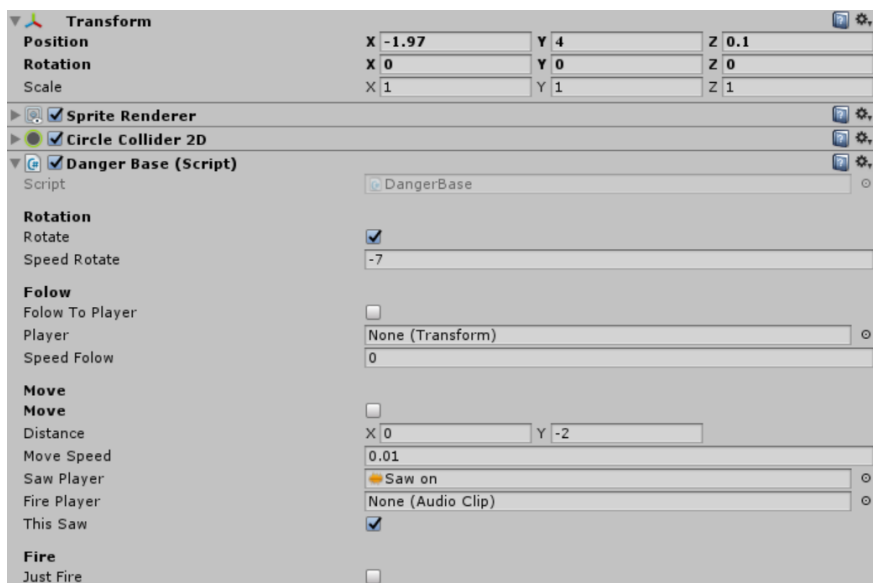 Transform
Position X -1.97 Y 4 Z 0.1
Rotation X 0 Y 0 Z 0
Scale X 1 Y 1 Z 1
Sprite Renderer
Circle Collider 2D
Danger Base (Script)
Script DangerBase
Rotation
Rotate
Speed Rotate -7
Folow
Folow To Player
Player None (Transform)
Speed Folow 0
Move
Move
Distance X 0 Y -2
Move Speed 0.01
Saw Player Saw on
Fire Player None (Audio Clip)
This Saw
Fire
Just Fire